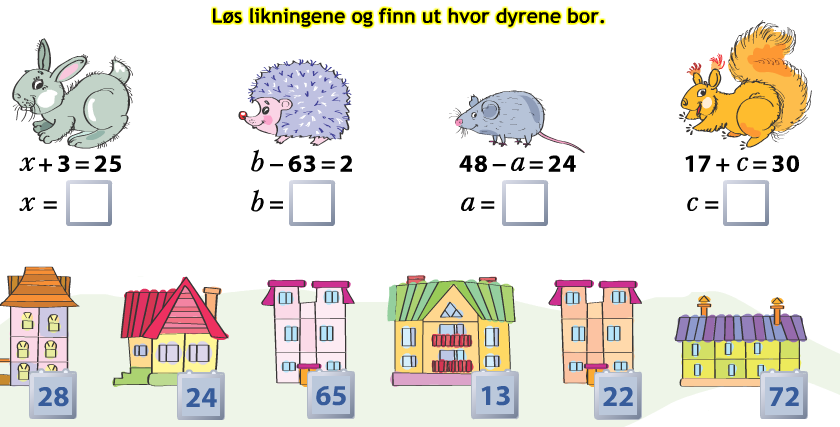 Løs likningene og finn ut hvor dyrene bor.
x + 3 = 25 b − 63 = 2 48 − a = 24 17 + c = 30
x = b = a = c =
28 24 65 13 22 72